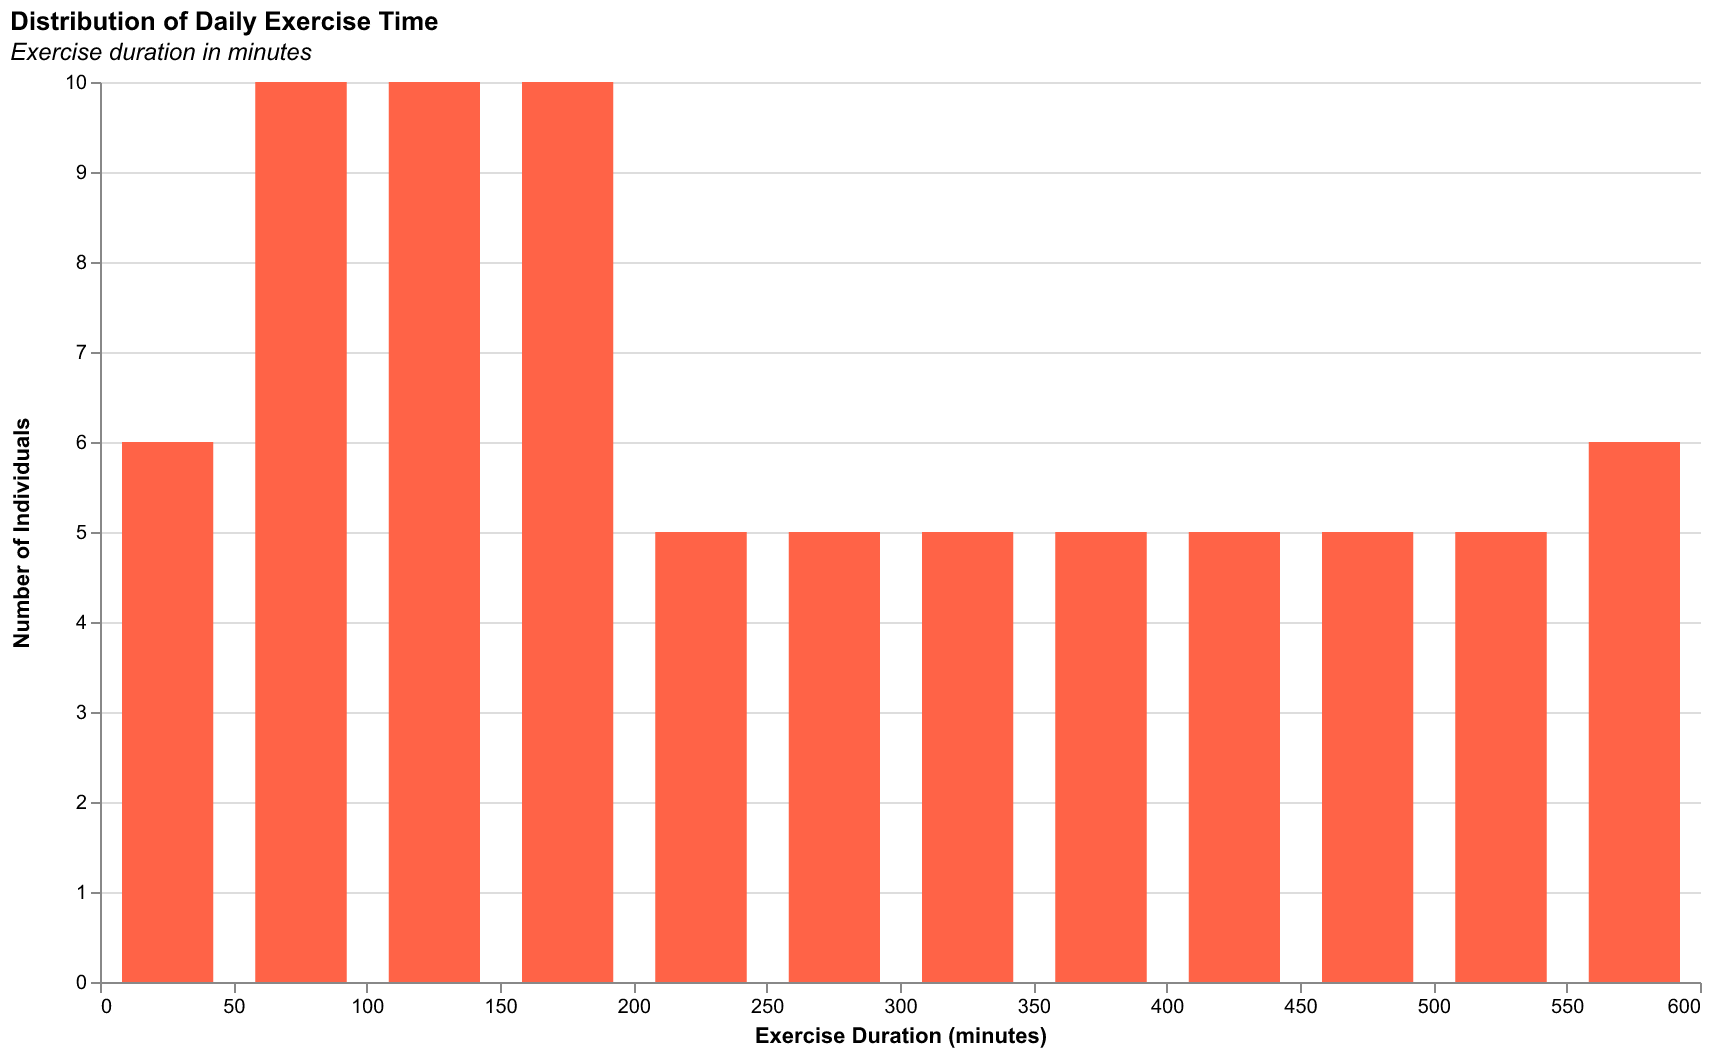 Distribution of Daily Exercise Time
Exercise duration in minutes
10
9
8
7
6
5
4
3
2
1
0
Number of Individuals
0 50 100 150 200 250 300 350 400 450 500 550 600
Exercise Duration (minutes)